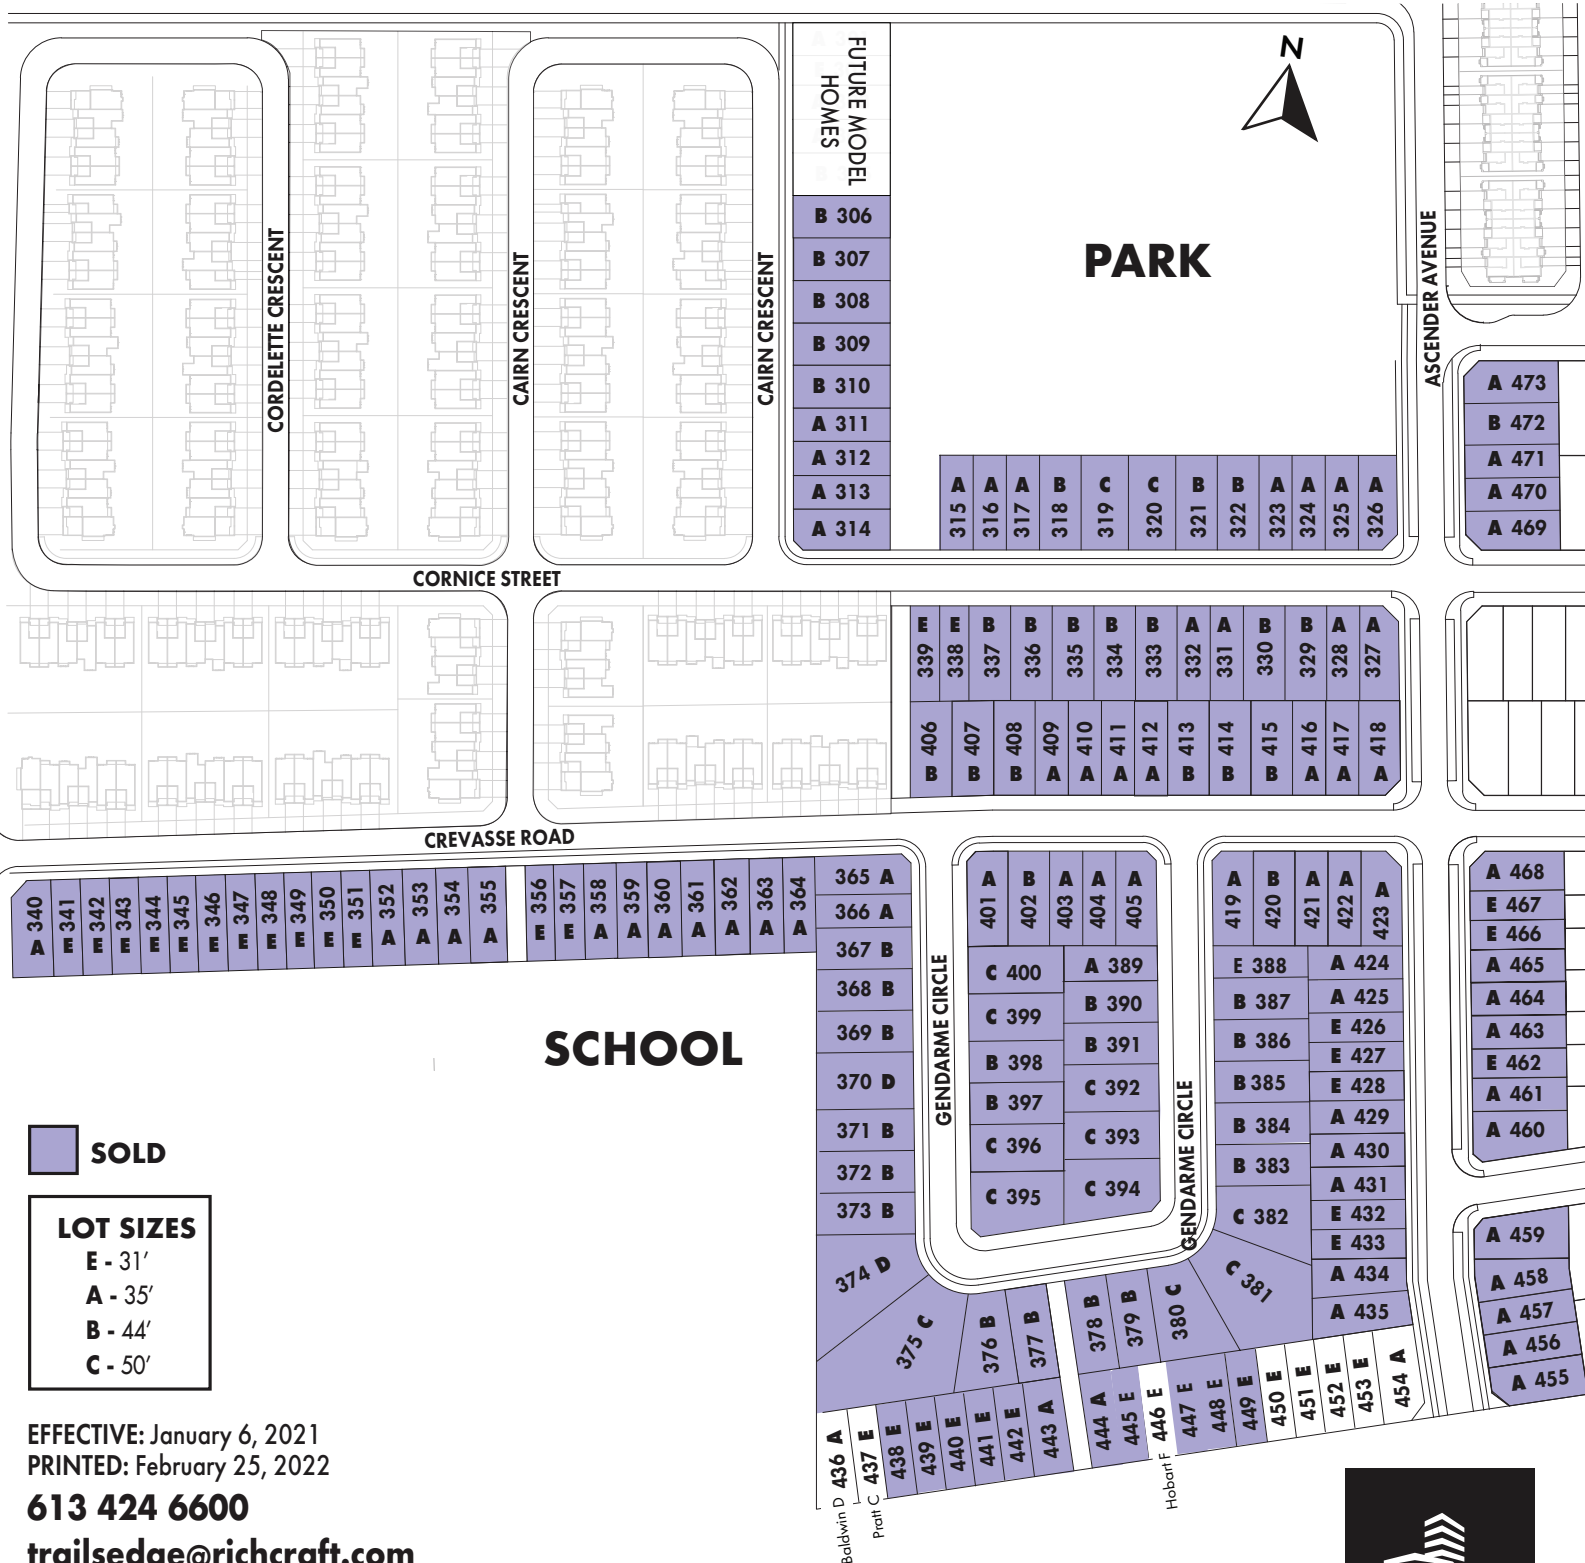 FUTURE MODEL
HOMES
N
PARK
CORDELETTE CRESCENT
CAIRN CRESCENT
CAIRN CRESCENT
ASCENDER AVENUE
B 306
B 307
B 308
B 309
B 310
A 311
A 312
A 313
A 314
A 315
A 316
A 317
B 318
C 319
C 320
B 321
B 322
A 323
A 324
A 325
A 326
A 473
B 472
A 471
A 470
A 469
CORNICE STREET
E 339
E 338
B 337
B 336
B 335
B 334
B 333
A 332
A 331
B 330
B 329
A 328
A 327
406 B
407 B
408 B
409 A
410 A
411 A
412 A
413 B
414 B
415 B
416 A
417 A
418 A
CREVASSE ROAD
A 340
E 341
E 342
E 343
E 344
E 345
E 346
E 347
E 348
E 349
E 350
E 351
A 352
A 353
A 354
A 355
E 356
E 357
A 358
A 359
A 360
A 361
A 362
A 363
A 364
365 A
366 A
367 B
368 B
369 B
370 D
371 B
372 B
373 B
374 D
375 C
376 B
377 B
378 B
379 B
380 C
C 381
GENDARME CIRCLE
GENDARME CIRCLE
A 401
B 402
A 403
A 404
A 405
C 400
C 399
B 398
B 397
C 396
C 395
A 389
B 390
B 391
C 392
C 393
C 394
A 419
B 420
A 421
A 422
A 423
E 388
B 387
B 386
B 385
B 384
B 383
C 382
A 424
A 425
E 426
E 427
E 428
A 429
A 430
A 431
E 432
E 433
A 434
A 435
A 468
E 467
E 466
A 465
A 464
A 463
E 462
A 461
A 460
A 459
A 458
A 457
A 456
A 455
Baldwin D 436 A
Pratt C 437 E
438 E
439 E
440 E
441 E
442 E
443 A
444 A
445 E
Hobart F 446 E
447 E
448 E
449 E
450 E
451 E
452 E
453 E
454 A
SCHOOL
SOLD
LOT SIZES
E - 31′
A - 35′
B - 44′
C - 50′
EFFECTIVE: January 6, 2021
PRINTED: February 25, 2022
613 424 6600
trailsedge@richcraft.com